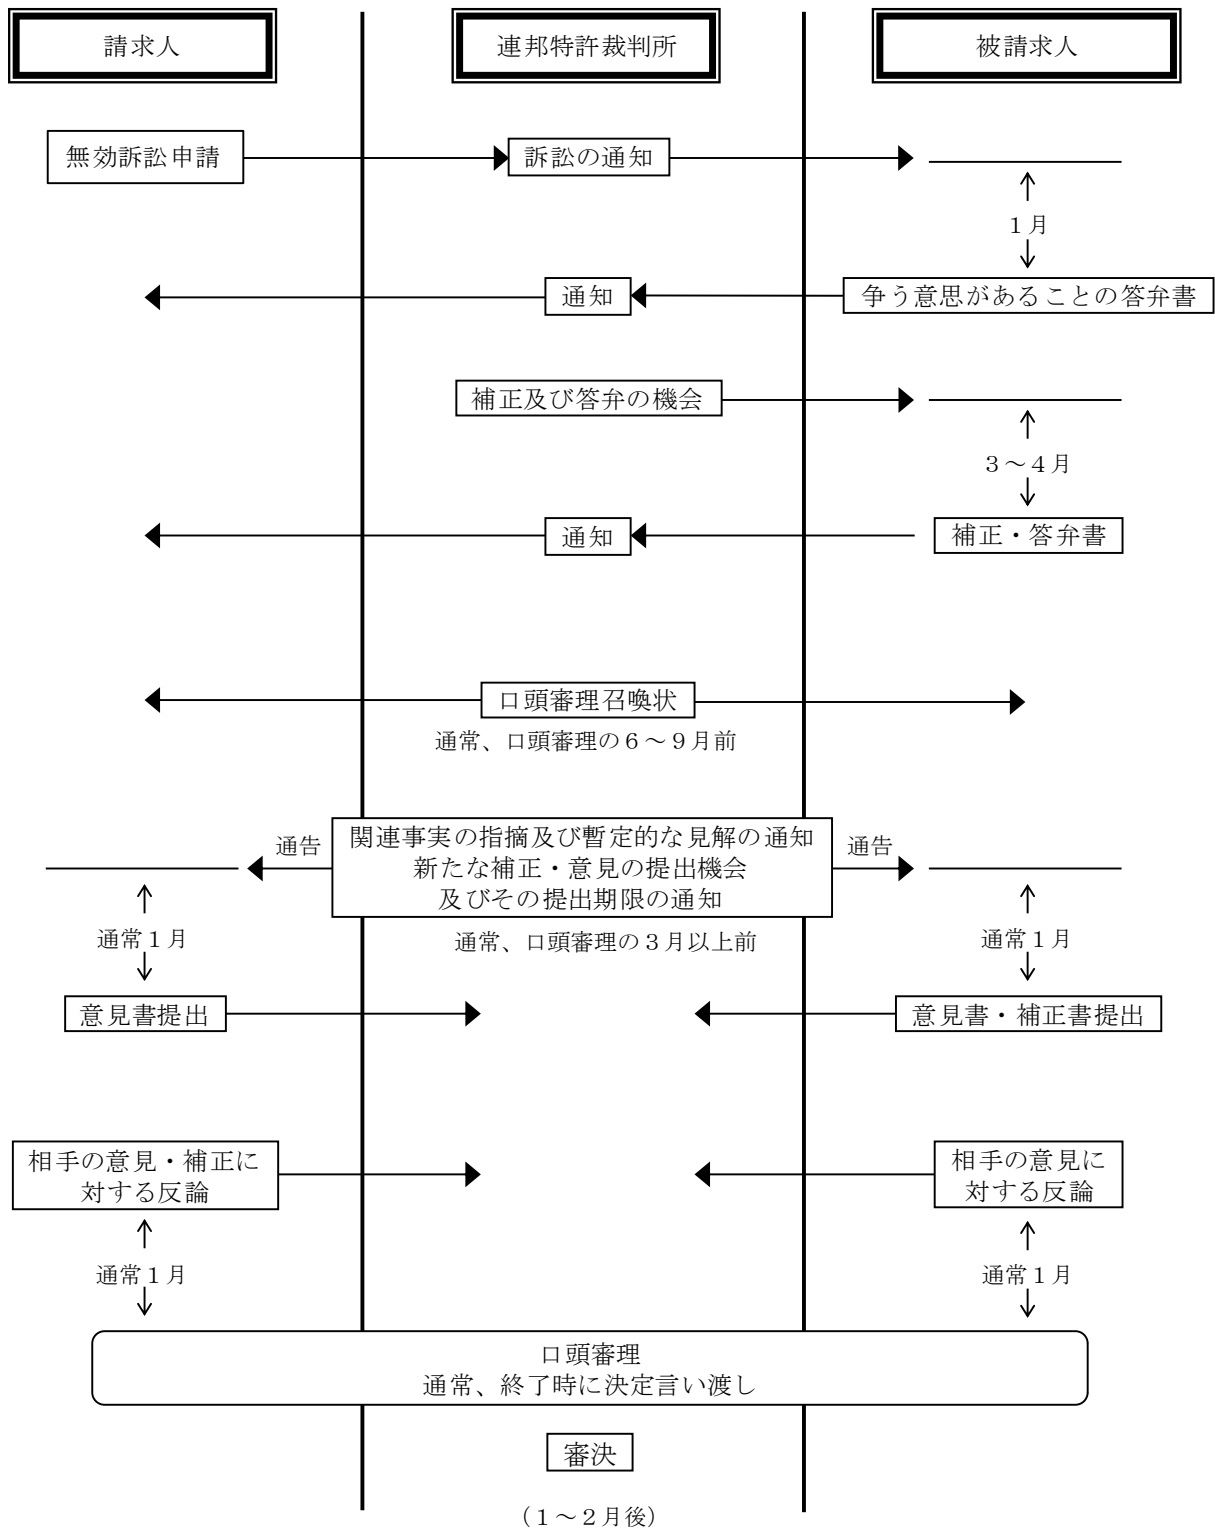 請求人
連邦特許裁判所
被請求人
無効訴訟申請
訴訟の通知
1月
通知
争う意思があることの答弁書
補正及び答弁の機会
3～4月
通知
補正・答弁書
口頭審理召喚状
通常、口頭審理の6～9月前
通告
関連事実の指摘及び暫定的な見解の通知
新たな補正・意見の提出機会
及びその提出期限の通知
通告
通常1月
通常、口頭審理の3月以上前
通常1月
意見書提出
意見書・補正書提出
相手の意見・補正に
対する反論
相手の意見に
対する反論
通常1月
通常1月
口頭審理
通常、終了時に決定言い渡し
審決
（1～2月後）